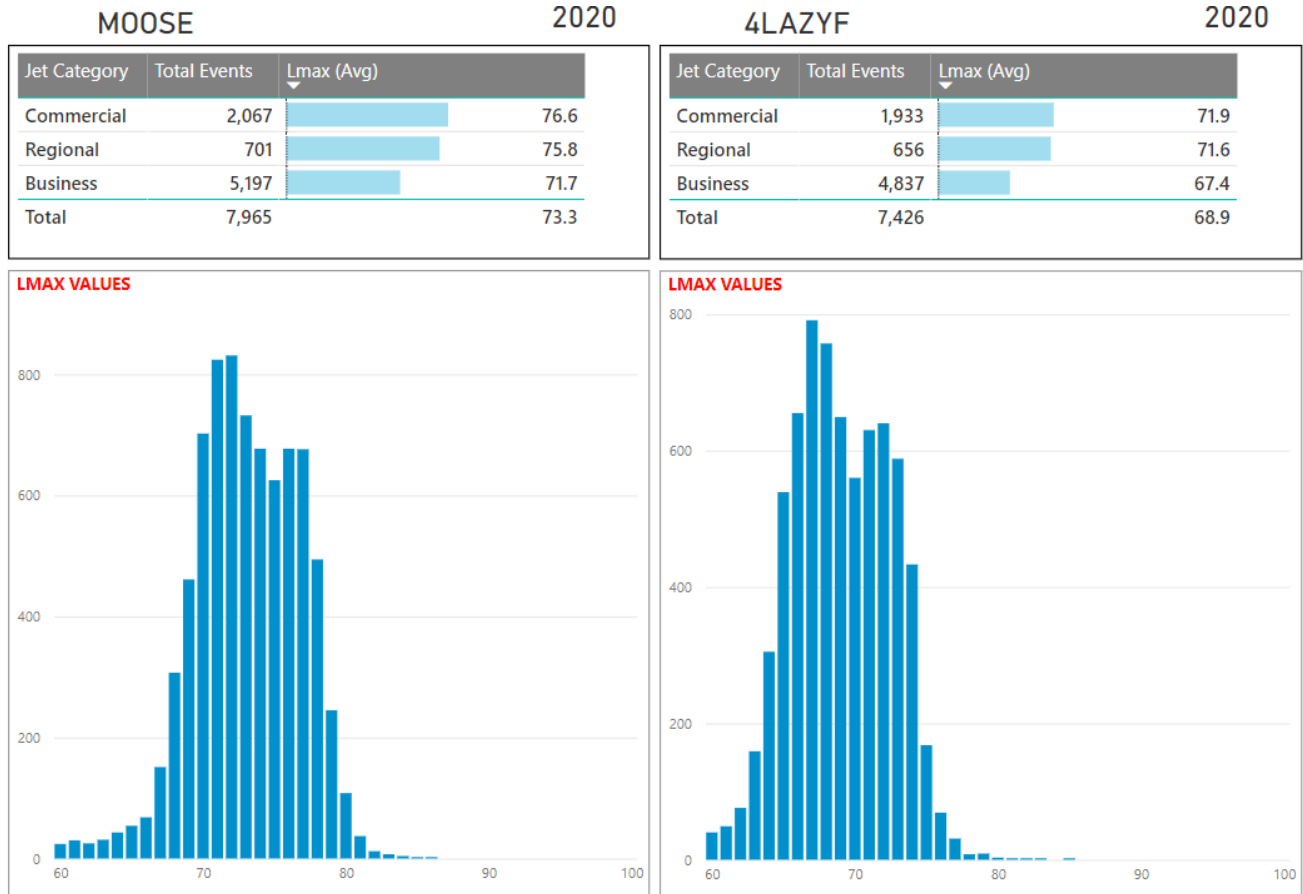 MOOSE 2020
Jet Category Total Events Lmax (Avg)
Commercial 2,067 76.6
Regional 701 75.8
Business 5,197 71.7
Total 7,965 73.3
LMAX VALUES
800
600
400
200
0
60 70 80 90 100
4LAZYF 2020
Jet Category Total Events Lmax (Avg)
Commercial 1,933 71.9
Regional 656 71.6
Business 4,837 67.4
Total 7,426 68.9
LMAX VALUES
800
600
400
200
0
60 70 80 90 100